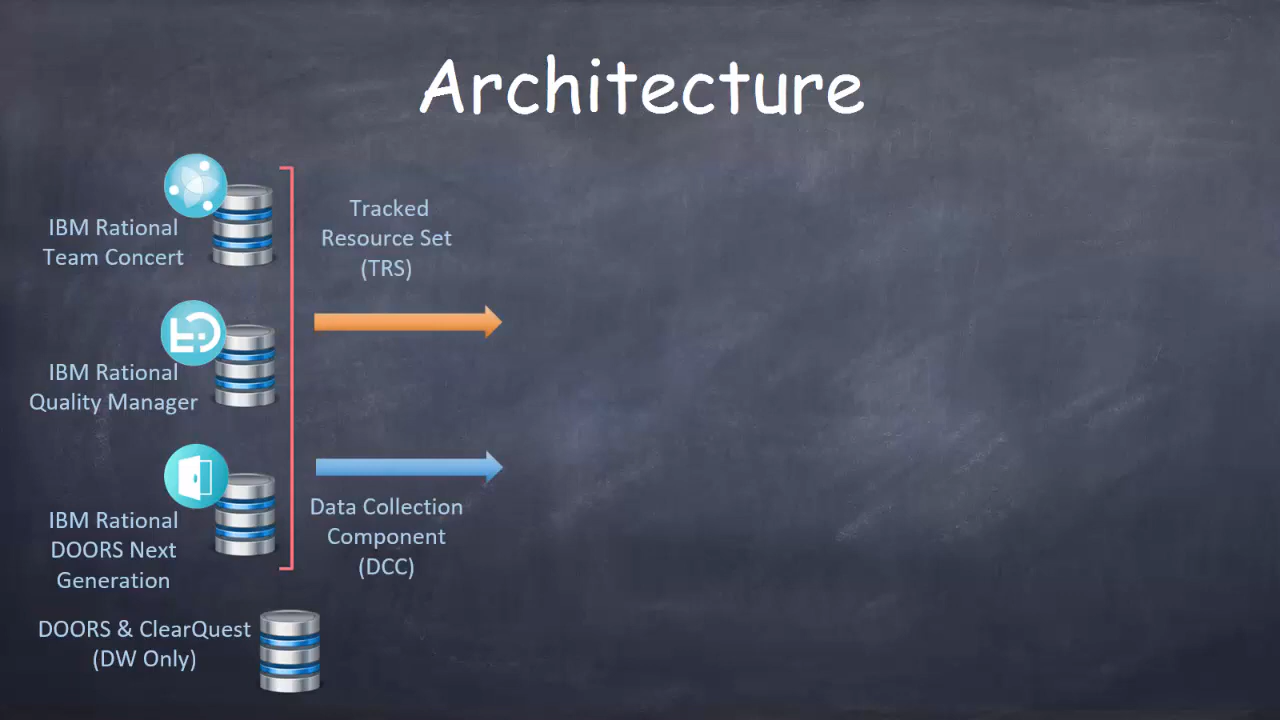 Architecture
IBM Rational
Team Concert
Tracked
Resource Set
(TRS)
IBM Rational
Quality Manager
IBM Rational
DOORS Next
Generation
Data Collection
Component
(DCC)
DOORS & ClearQuest
(DW Only)